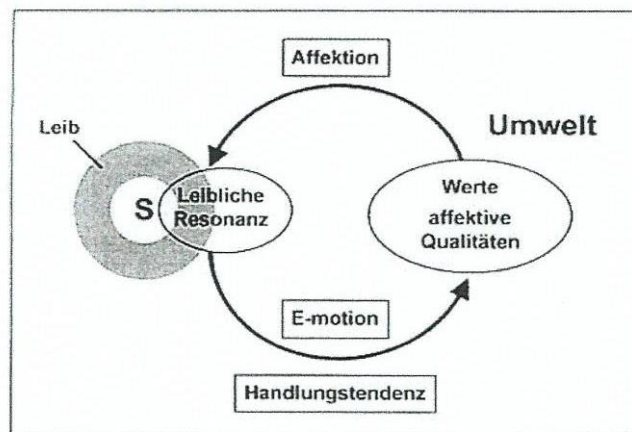 Affektion
Leib
Umwelt
S
Leibliche
Resonanz
Werte
affektive
Qualitäten
E-motion
Handlungstendenz